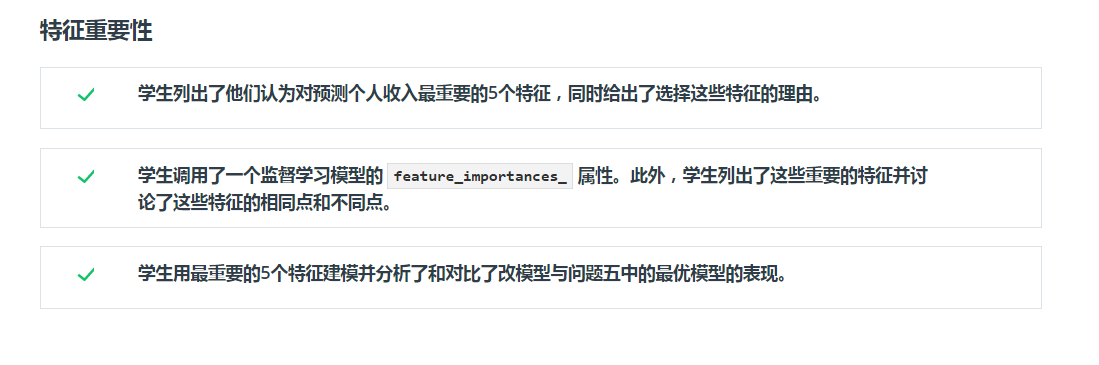 特征重要性
学生列出了他们认为对预测个人收入最重要的5个特征，同时给出了选择这些特征的理由。
学生调用了一个监督学习模型的 feature_importances_ 属性。此外，学生列出了这些重要的特征并讨
论了这些特征的相同点和不同点。
学生用最重要的5个特征建模并分析了和对比了改模型与问题五中的最优模型的表现。